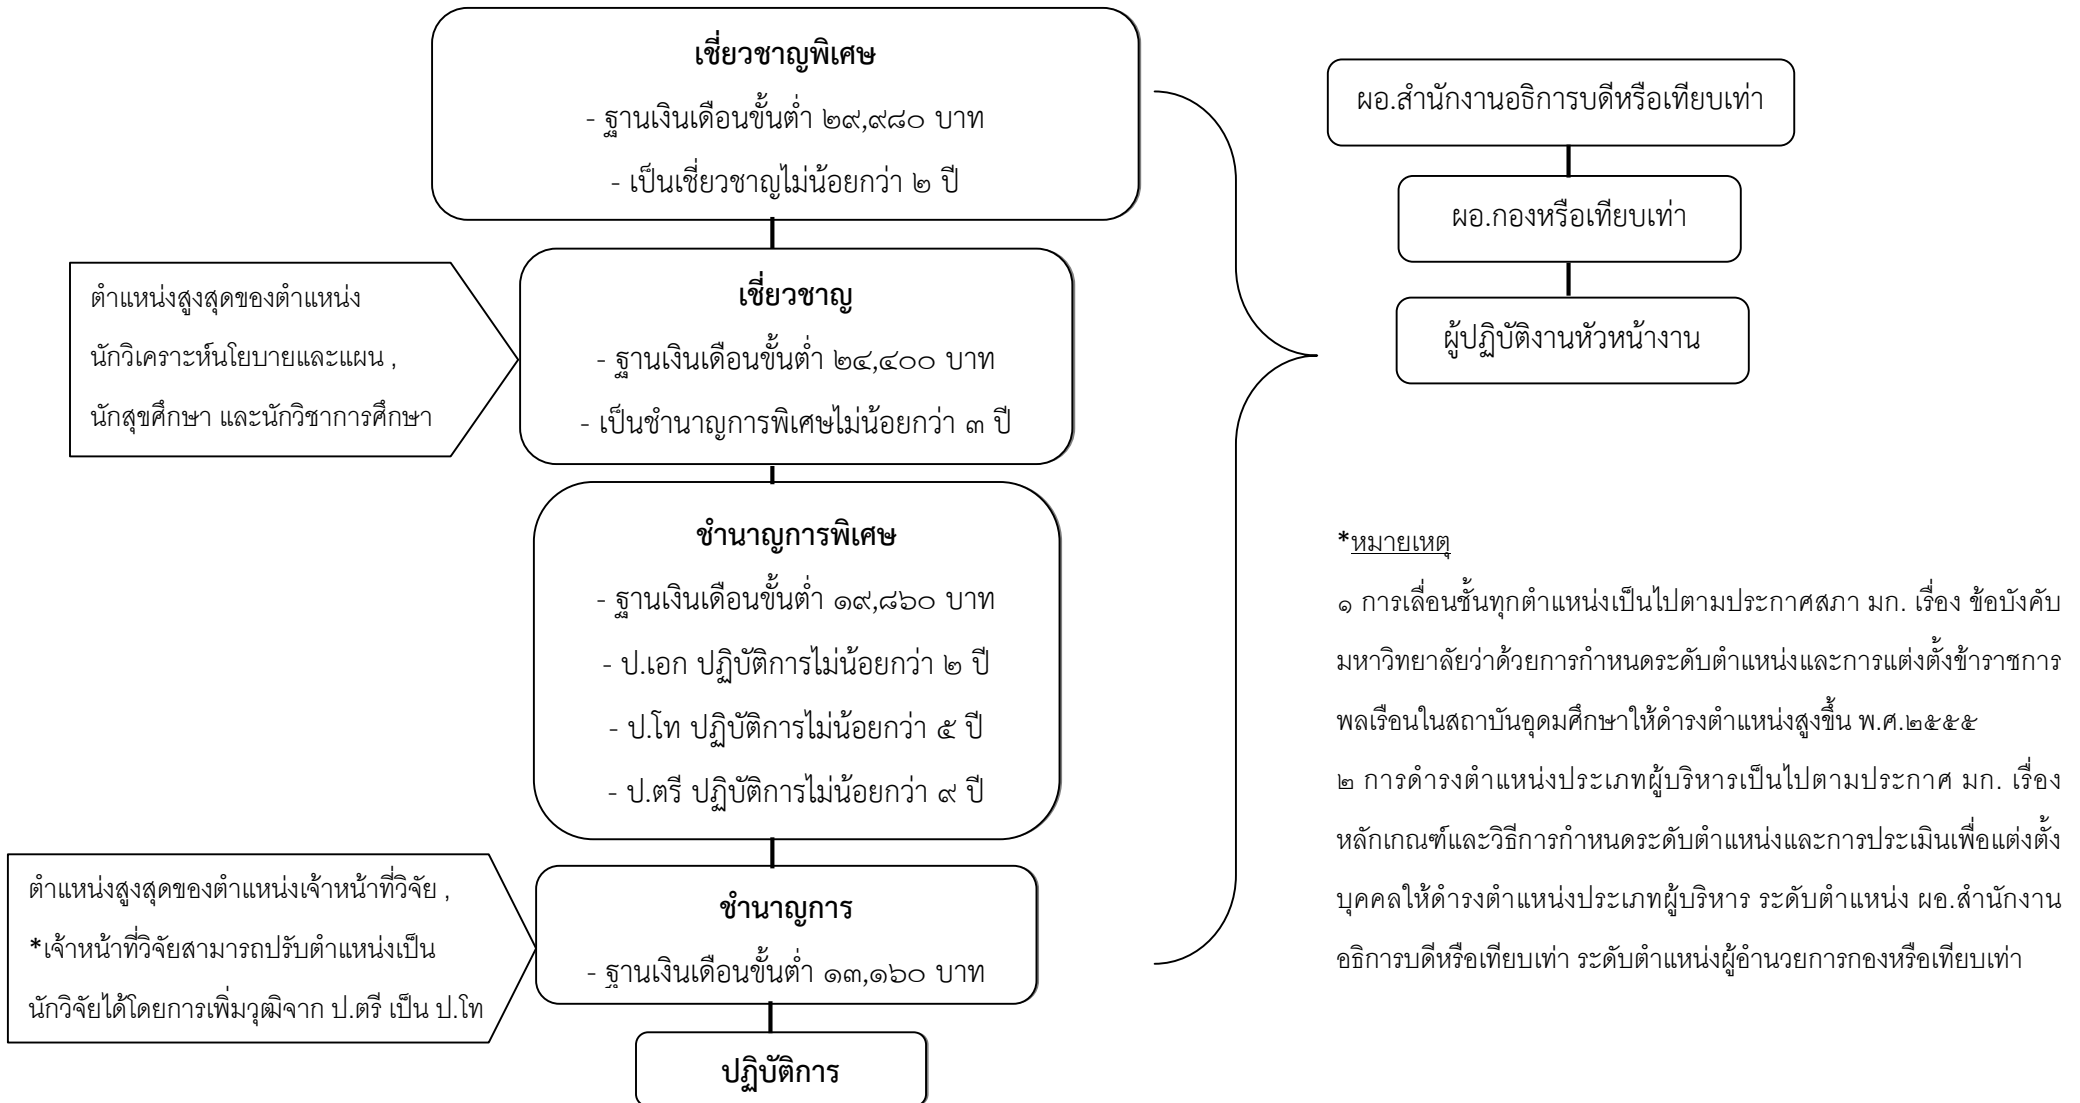 เชี่ยวชาญพิเศษ
- ฐานเงินเดือนขั้นต่ำ ๒๙,๙๘๐ บาท
- เป็นเชี่ยวชาญไม่น้อยกว่า ๒ ปี
ตำแหน่งสูงสุดของตำแหน่ง
นักวิเคราะห์นโยบายและแผน ,
นักสุขศึกษา และนักวิชาการศึกษา
เชี่ยวชาญ
- ฐานเงินเดือนขั้นต่ำ ๒๔,๔๐๐ บาท
- เป็นชำนาญการพิเศษไม่น้อยกว่า ๓ ปี
ชำนาญการพิเศษ
- ฐานเงินเดือนขั้นต่ำ ๑๙,๘๖๐ บาท
- ป.เอก ปฏิบัติการไม่น้อยกว่า ๒ ปี
- ป.โท ปฏิบัติการไม่น้อยกว่า ๕ ปี
- ป.ตรี ปฏิบัติการไม่น้อยกว่า ๙ ปี
ตำแหน่งสูงสุดของตำแหน่งเจ้าหน้าที่วิจัย ,
*เจ้าหน้าที่วิจัยสามารถปรับตำแหน่งเป็น
นักวิจัยได้โดยการเพิ่มวุฒิจาก ป.ตรี เป็น ป.โท
ชำนาญการ
- ฐานเงินเดือนขั้นต่ำ ๑๓,๑๖๐ บาท
ปฏิบัติการ
ผอ.สำนักงานอธิการบดีหรือเทียบเท่า
ผอ.กองหรือเทียบเท่า
ผู้ปฏิบัติงานหัวหน้างาน
*หมายเหตุ
๑ การเลื่อนชั้นทุกตำแหน่งเป็นไปตามประกาศสภา มก. เรื่อง ข้อบังคับ
มหาวิทยาลัยว่าด้วยการกำหนดระดับตำแหน่งและการแต่งตั้งข้าราชการ
พลเรือนในสถาบันอุดมศึกษาให้ดำรงตำแหน่งสูงขึ้น พ.ศ.๒๕๕๕
๒ การดำรงตำแหน่งประเภทผู้บริหารเป็นไปตามประกาศ มก. เรื่อง
หลักเกณฑ์และวิธีการกำหนดระดับตำแหน่งและการประเมินเพื่อแต่งตั้ง
บุคคลให้ดำรงตำแหน่งประเภทผู้บริหาร ระดับตำแหน่ง ผอ.สำนักงาน
อธิการบดีหรือเทียบเท่า ระดับตำแหน่งผู้อำนวยการกองหรือเทียบเท่า